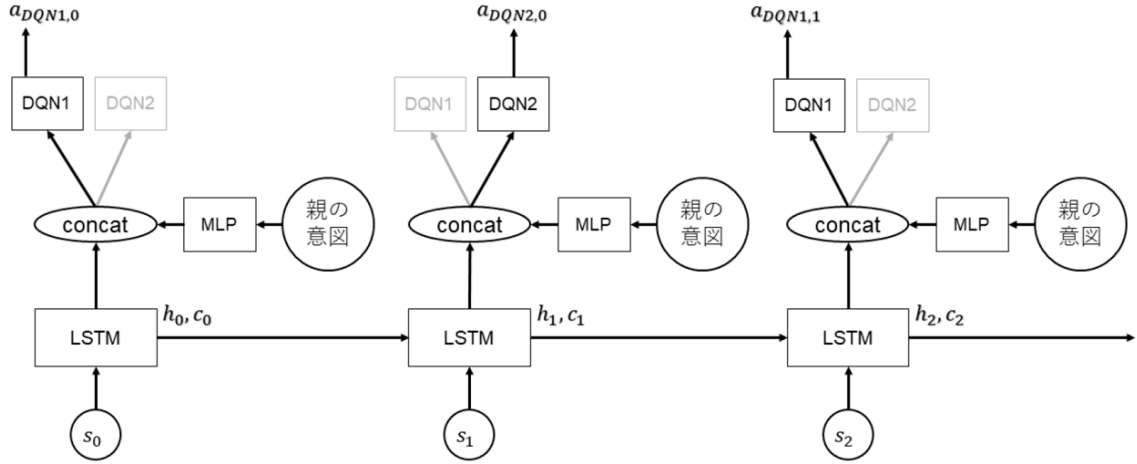 a_{DQN1,0} a_{DQN2,0} a_{DQN1,1}
DQN1 DQN2 DQN1 DQN2 DQN1 DQN2
concat MLP 親の
意図
concat MLP 親の
意図
concat MLP 親の
意図
LSTM h_0, c_0 LSTM h_1, c_1 LSTM h_2, c_2
s_0 s_1 s_2